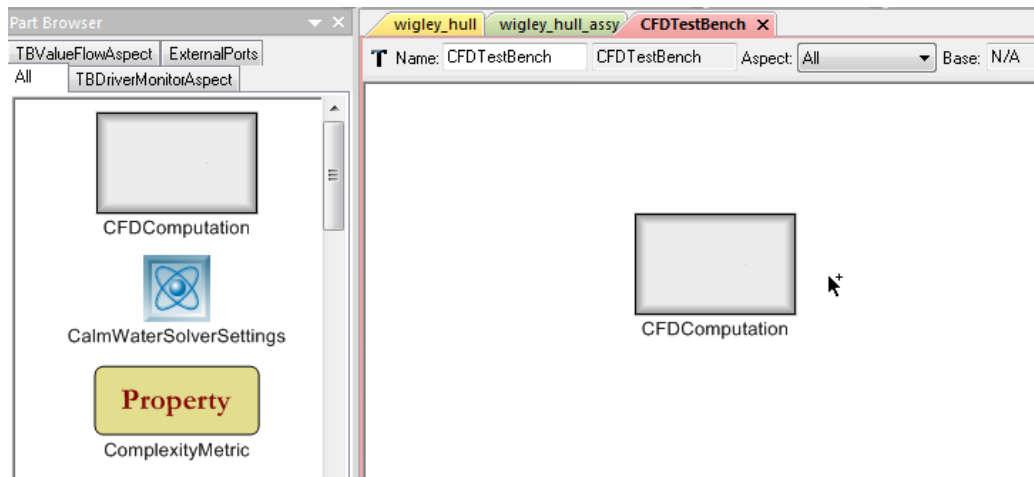 Part Browser
TBValueFlowAspect ExternalPorts
All TBDriverMonitorAspect
CFDComputation
CalmWaterSolverSettings
Property
ComplexityMetric
wigley_hull wigley_hull_assy CFDTestBench
Name: CFDTestBench CFDTestBench Aspect: All Base: N/A
CFDComputation